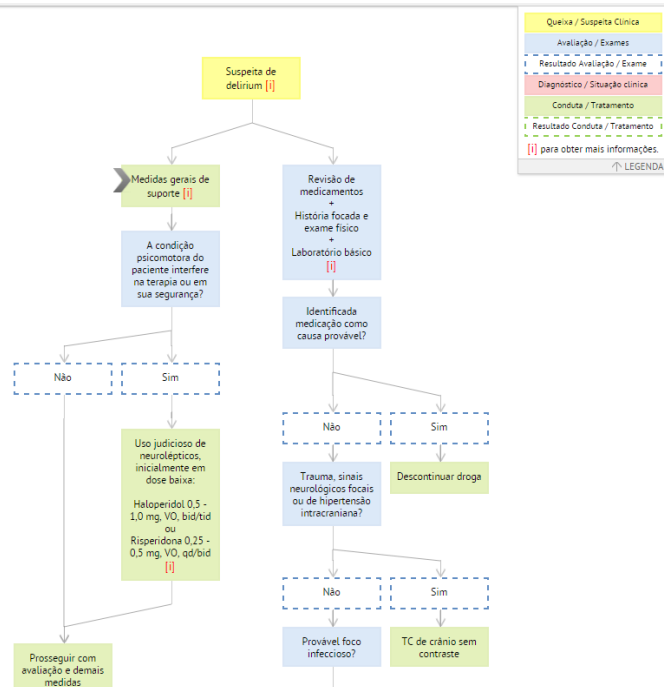 Queixa / Suspeita Clínica
Avaliação / Exames
Resultado Avaliação / Exame
Diagnóstico / Situação clínica
Conduta / Tratamento
Resultado Conduta / Tratamento
[i] para obter mais informações.
↑ LEGENDA
Suspeita de
delirium [i]
Medidas gerais de
suporte [i]
A condição
psicomotora do
paciente interfere
na terapia ou em
sua segurança?
Não
Sim
Uso judicioso de
neurolépticos,
inicialmente em
dose baixa:
Haloperidol 0,5 -
1,0 mg, VO, bid/tid
ou
Risperidona 0,25 -
0,5 mg, VO, qd/bid
[i]
Prosseguir com
avaliação e demais
medidas
Revisão de
medicamentos
+
História focada e
exame físico
+
Laboratório básico
[i]
Identificada
medicação como
causa provável?
Não
Sim
Trauma, sinais
neurológicos focais
ou de hipertensão
intracraniana?
Descontinuar droga
Não
Sim
Provável foco
infeccioso?
TC de crânio sem
contraste